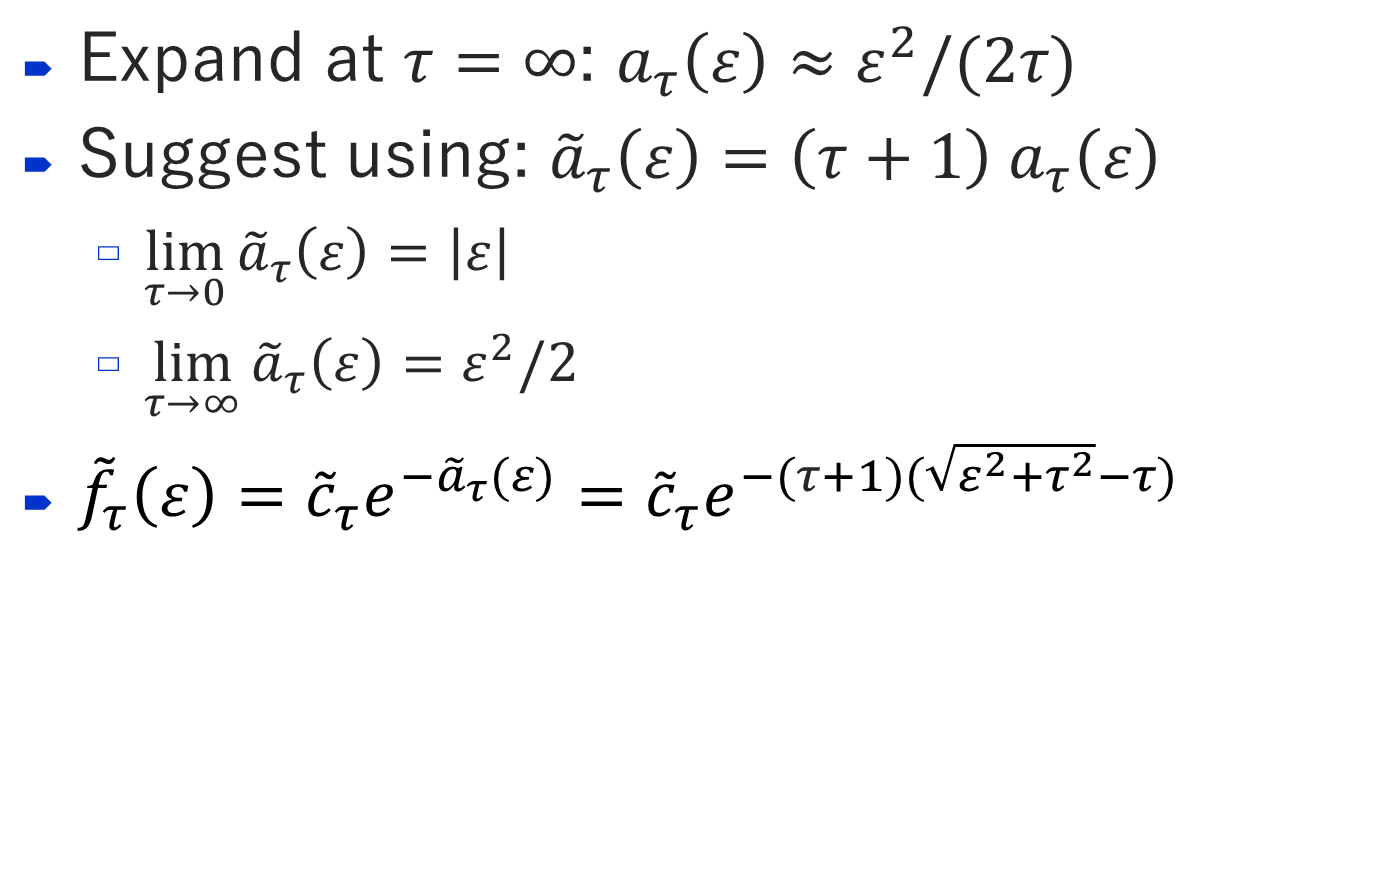 Expand at τ = ∞: a_τ(ε) ≈ ε²/(2τ)
Suggest using: ã_τ(ε) = (τ + 1) a_τ(ε)
lim_{τ→0} ã_τ(ε) = |ε|
lim_{τ→∞} ã_τ(ε) = ε²/2
f̃_τ(ε) = c̃_τ e^{−ã_τ(ε)} = c̃_τ e^{−(τ+1)(√(ε²+τ²)−τ)}